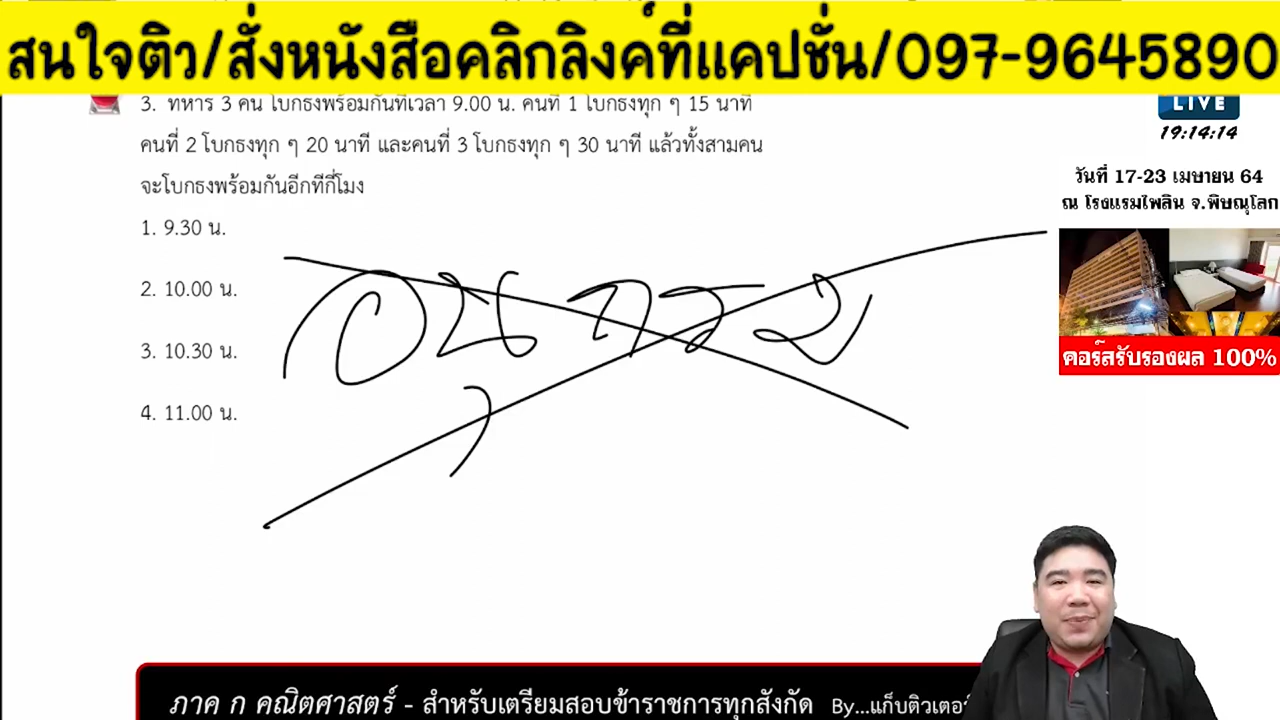 สนใจติว/สั่งหนังสือคลิกลิงค์ที่แคปชั่น/097-9645890
3. ทหาร 3 คน โบกธงพร้อมกันที่เวลา 9.00 น. คนที่ 1 โบกธงทุก ๆ 15 นาที
คนที่ 2 โบกธงทุก ๆ 20 นาที และคนที่ 3 โบกธงทุก ๆ 30 นาที แล้วทั้งสามคน
จะโบกธงพร้อมกันอีกทีกี่โมง
1. 9.30 น.
2. 10.00 น.
3. 10.30 น.
4. 11.00 น.
LIVE
19:14:14
วันที่ 17-23 เมษายน 64
ณ โรงแรมไพลิน จ.พิษณุโลก
คอร์สรับรองผล 100%
ภาค ก คณิตศาสตร์ - สำหรับเตรียมสอบข้าราชการทุกสังกัด By...แก็บติวเตอร์